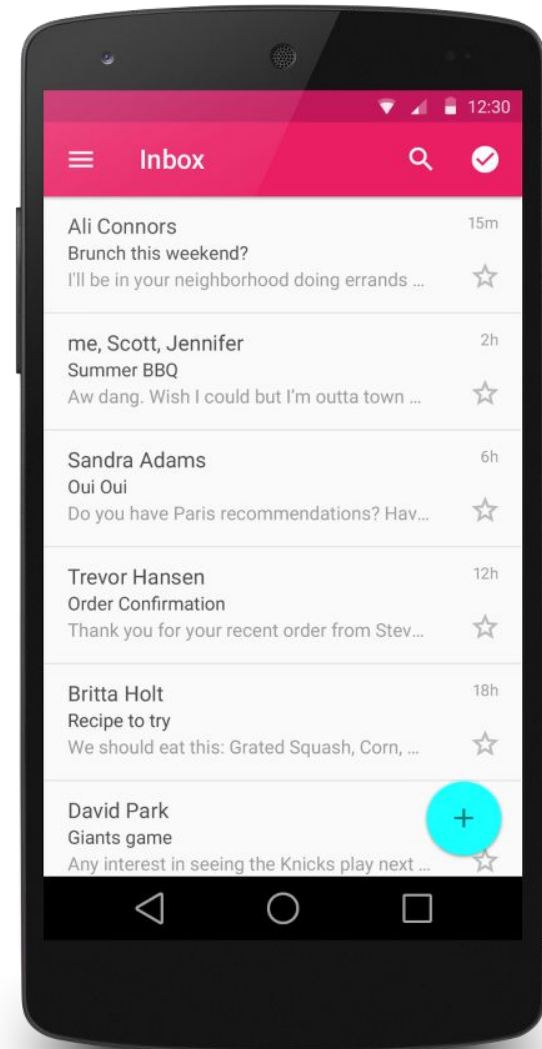 12:30
Inbox
Ali Connors 15m
Brunch this weekend?
I'll be in your neighborhood doing errands ...
me, Scott, Jennifer 2h
Summer BBQ
Aw dang. Wish I could but I'm outta town ...
Sandra Adams 6h
Oui Oui
Do you have Paris recommendations? Hav...
Trevor Hansen 12h
Order Confirmation
Thank you for your recent order from Stev...
Britta Holt 18h
Recipe to try
We should eat this: Grated Squash, Corn, ...
David Park
Giants game
Any interest in seeing the Knicks play next ...